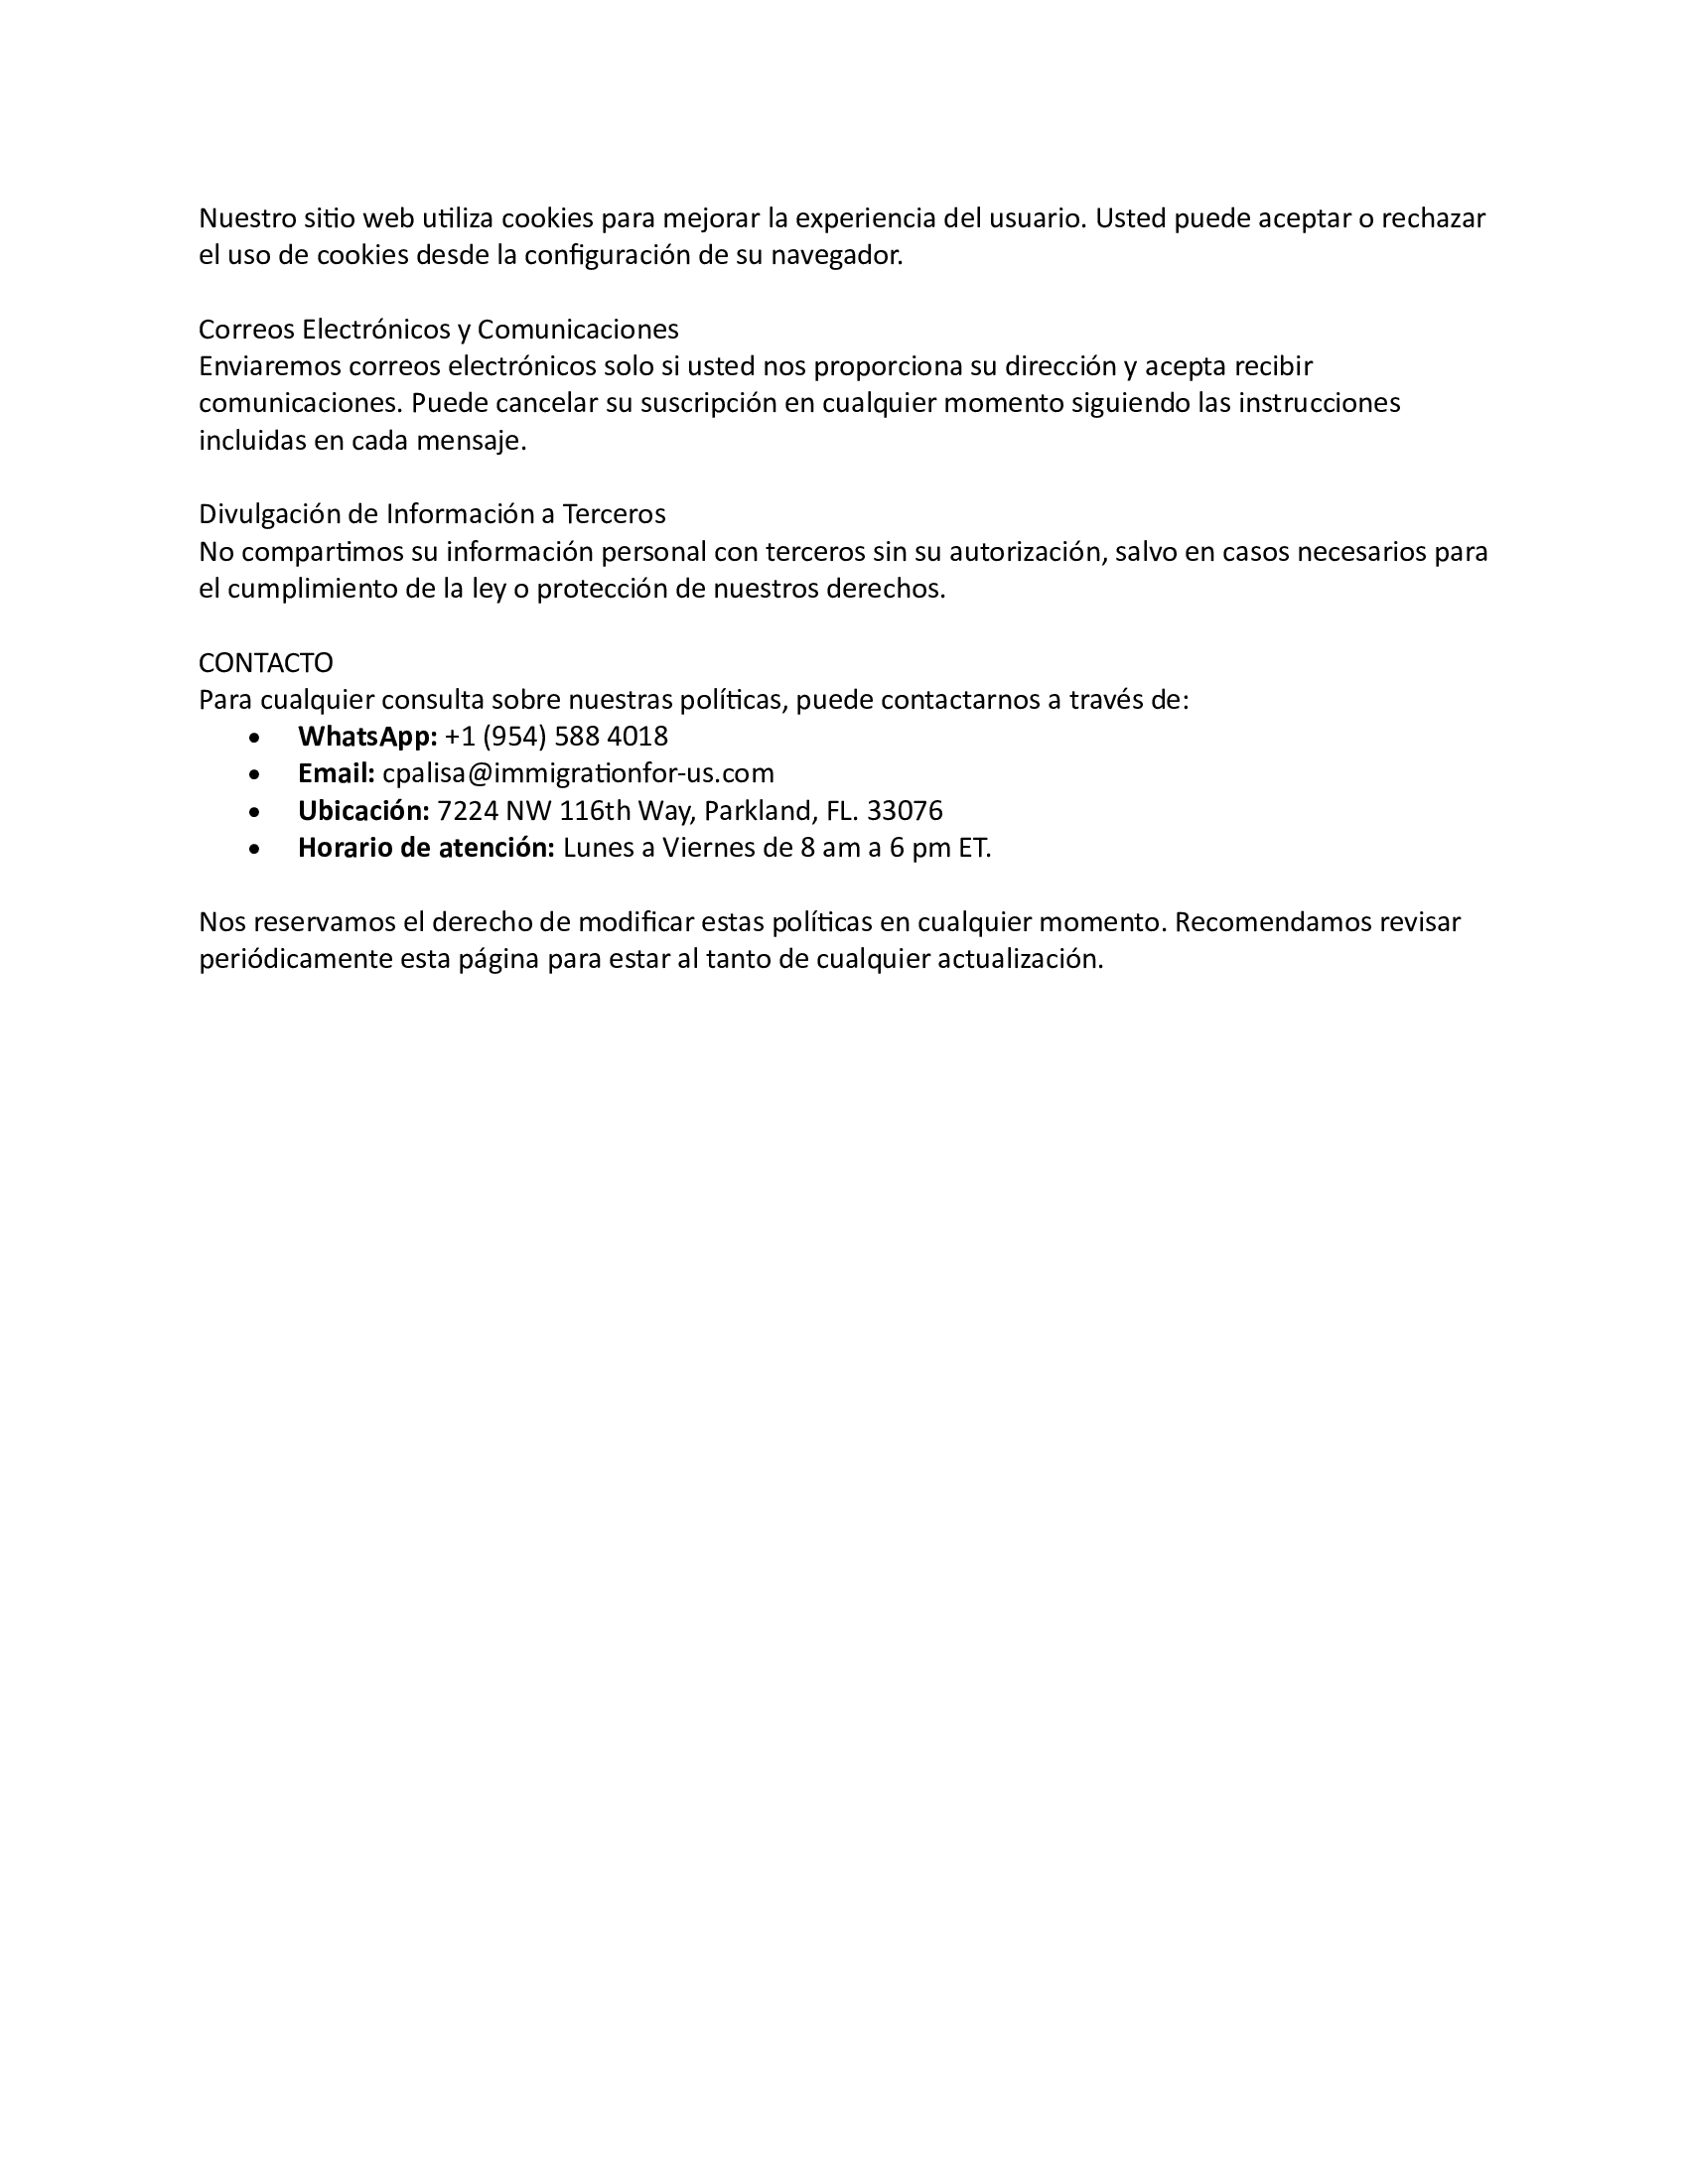 Nuestro sitio web utiliza cookies para mejorar la experiencia del usuario. Usted puede aceptar o rechazar
el uso de cookies desde la configuración de su navegador.
Correos Electrónicos y Comunicaciones
Enviaremos correos electrónicos solo si usted nos proporciona su dirección y acepta recibir
comunicaciones. Puede cancelar su suscripción en cualquier momento siguiendo las instrucciones
incluidas en cada mensaje.
Divulgación de Información a Terceros
No compartimos su información personal con terceros sin su autorización, salvo en casos necesarios para
el cumplimiento de la ley o protección de nuestros derechos.
CONTACTO
Para cualquier consulta sobre nuestras políticas, puede contactarnos a través de:
• WhatsApp: +1 (954) 588 4018
• Email: cpalisa@immigrationfor-us.com
• Ubicación: 7224 NW 116th Way, Parkland, FL. 33076
• Horario de atención: Lunes a Viernes de 8 am a 6 pm ET.
Nos reservamos el derecho de modificar estas políticas en cualquier momento. Recomendamos revisar
periódicamente esta página para estar al tanto de cualquier actualización.